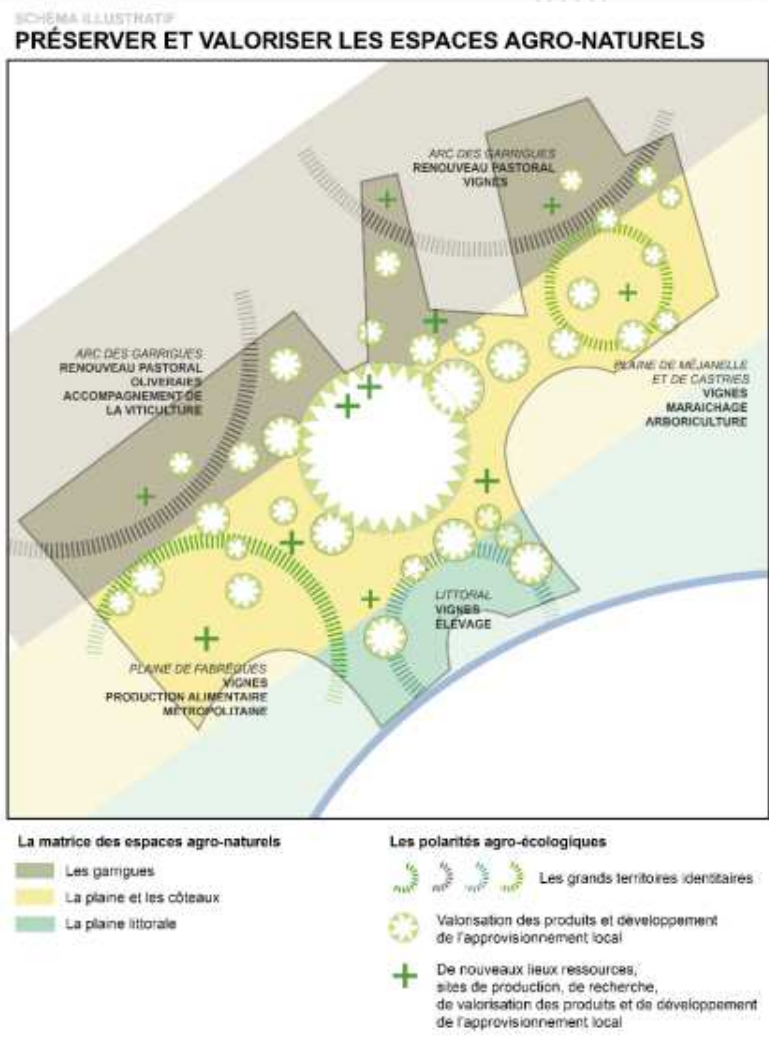 SCHÉMA ILLUSTRATIF
PRÉSERVER ET VALORISER LES ESPACES AGRO-NATURELS
ARC DES GARRIGUES
RENOUVEAU PASTORAL
VIGNES
ARC DES GARRIGUES
RENOUVEAU PASTORAL
OLIVERAIES
ACCOMPAGNEMENT DE
LA VITICULTURE
PLAINE DE MÉJANELLE
ET DE CASTRIES
VIGNES
MARAICHAGE
ARBORICULTURE
LITTORAL
VIGNES
ÉLEVAGE
PLAINE DE FABRÈGUES
VIGNES
PRODUCTION ALIMENTAIRE
MÉTROPOLITAINE
La matrice des espaces agro-naturels
Les garrigues
La plaine et les côteaux
La plaine littorale
Les polarités agro-écologiques
Les grands territoires identitaires
Valorisation des produits et développement
de l'approvisionnement local
De nouveaux lieux ressources,
sites de production, de recherche,
de valorisation des produits et de développement
de l'approvisionnement local